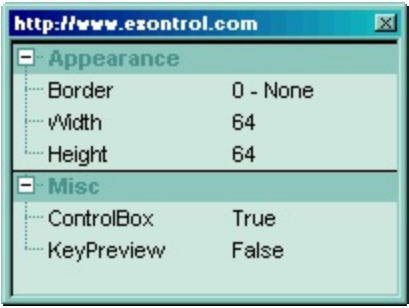 http://www.exontrol.com
Appearance
Border 0 - None
Width 64
Height 64
Misc
ControlBox True
KeyPreview False